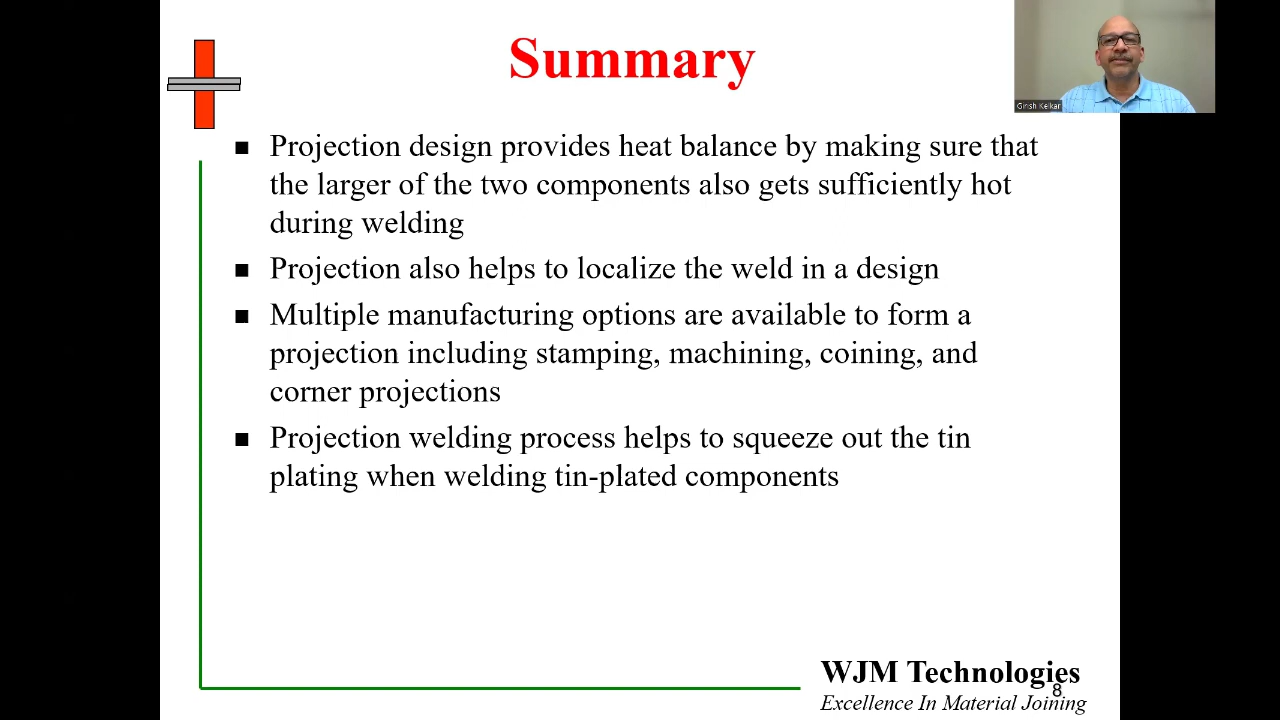 Summary
Girish Kelkar
■ Projection design provides heat balance by making sure that
the larger of the two components also gets sufficiently hot
during welding
■ Projection also helps to localize the weld in a design
■ Multiple manufacturing options are available to form a
projection including stamping, machining, coining, and
corner projections
■ Projection welding process helps to squeeze out the tin
plating when welding tin-plated components
WJM Technologies
8
Excellence In Material Joining